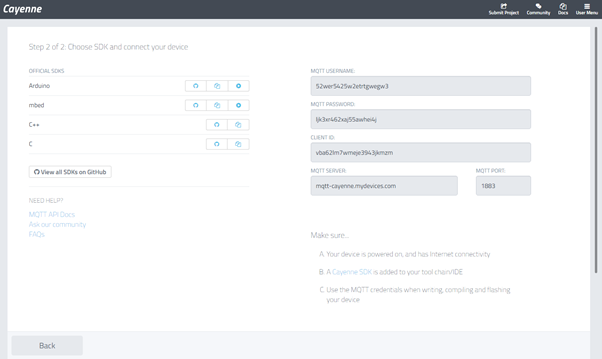 Cayenne
Submit Project
Community
Docs
User Menu
Step 2 of 2: Choose SDK and connect your device
OFFICIAL SDKS
Arduino
mbed
C++
C
View all SDKs on GitHub
NEED HELP?
MQTT API Docs
Ask our community
FAQs
MQTT USERNAME:
52wer5425w2etrtgwegw3
MQTT PASSWORD:
ljk3xr462xaj55awhei4j
CLIENT ID:
vba62lm7wmeje3943jkmzm
MQTT SERVER:
mqtt-cayenne.mydevices.com
MQTT PORT:
1883
Make sure...
A. Your device is powered on, and has Internet connectivity
B. A Cayenne SDK is added to your tool chain/IDE
C. Use the MQTT credentials when writing, compiling and flashing
your device
Back